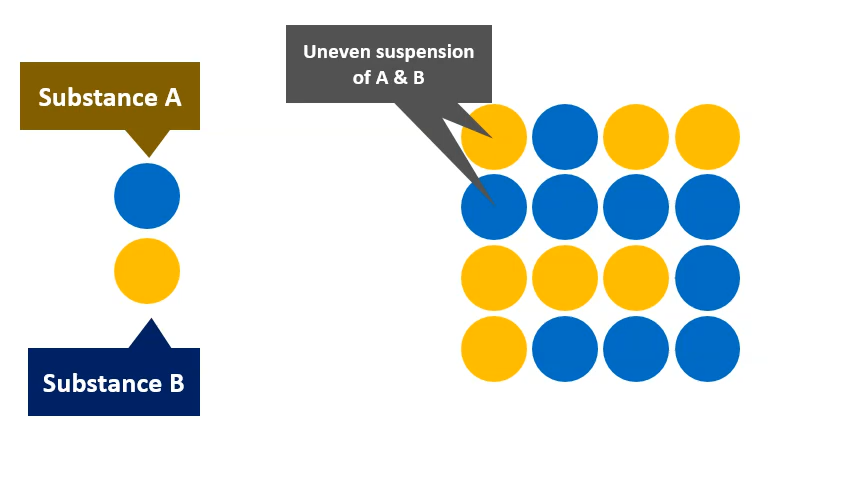 Uneven suspension
of A & B
Substance A
Substance B